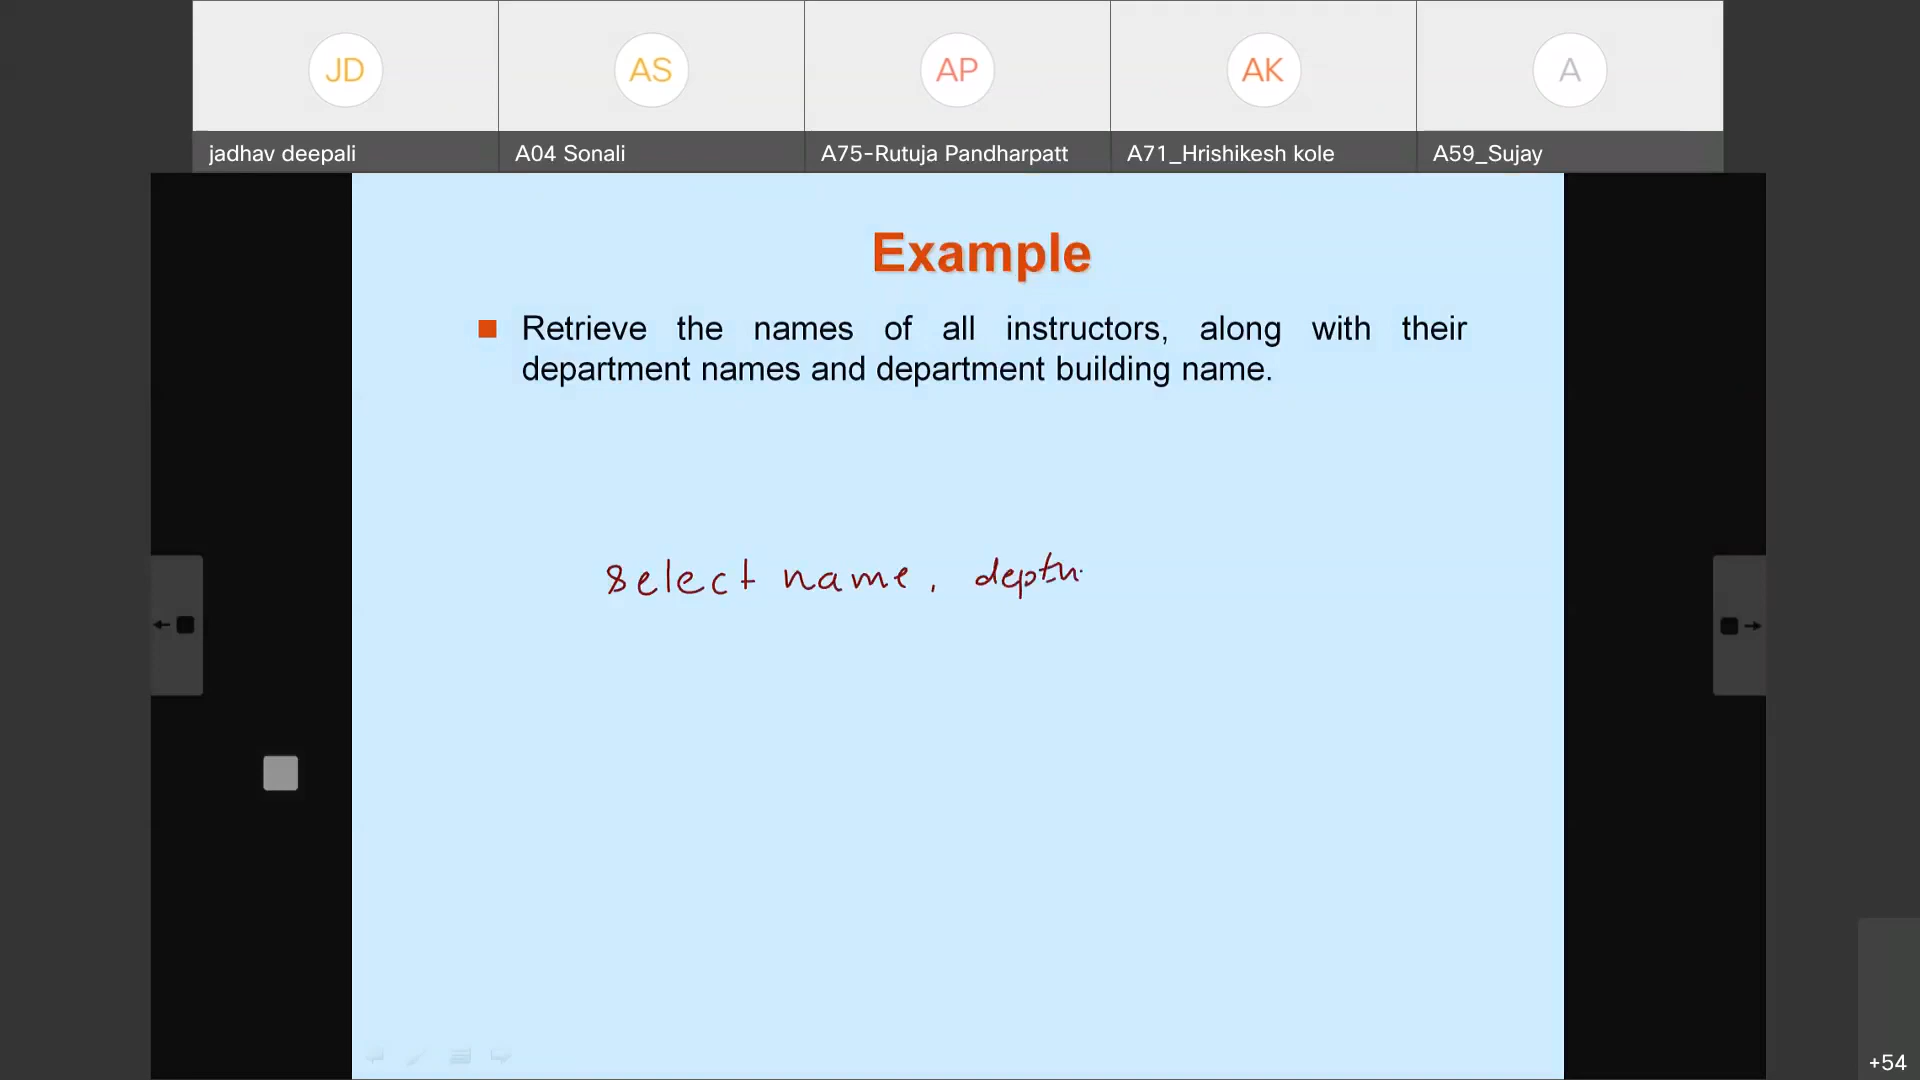 JD
AS
AP
AK
A
jadhav deepali
A04 Sonali
A75-Rutuja Pandharpatt
A71_Hrishikesh kole
A59_Sujay
Example
Retrieve the names of all instructors, along with their
department names and department building name.
select name, deptn
+54